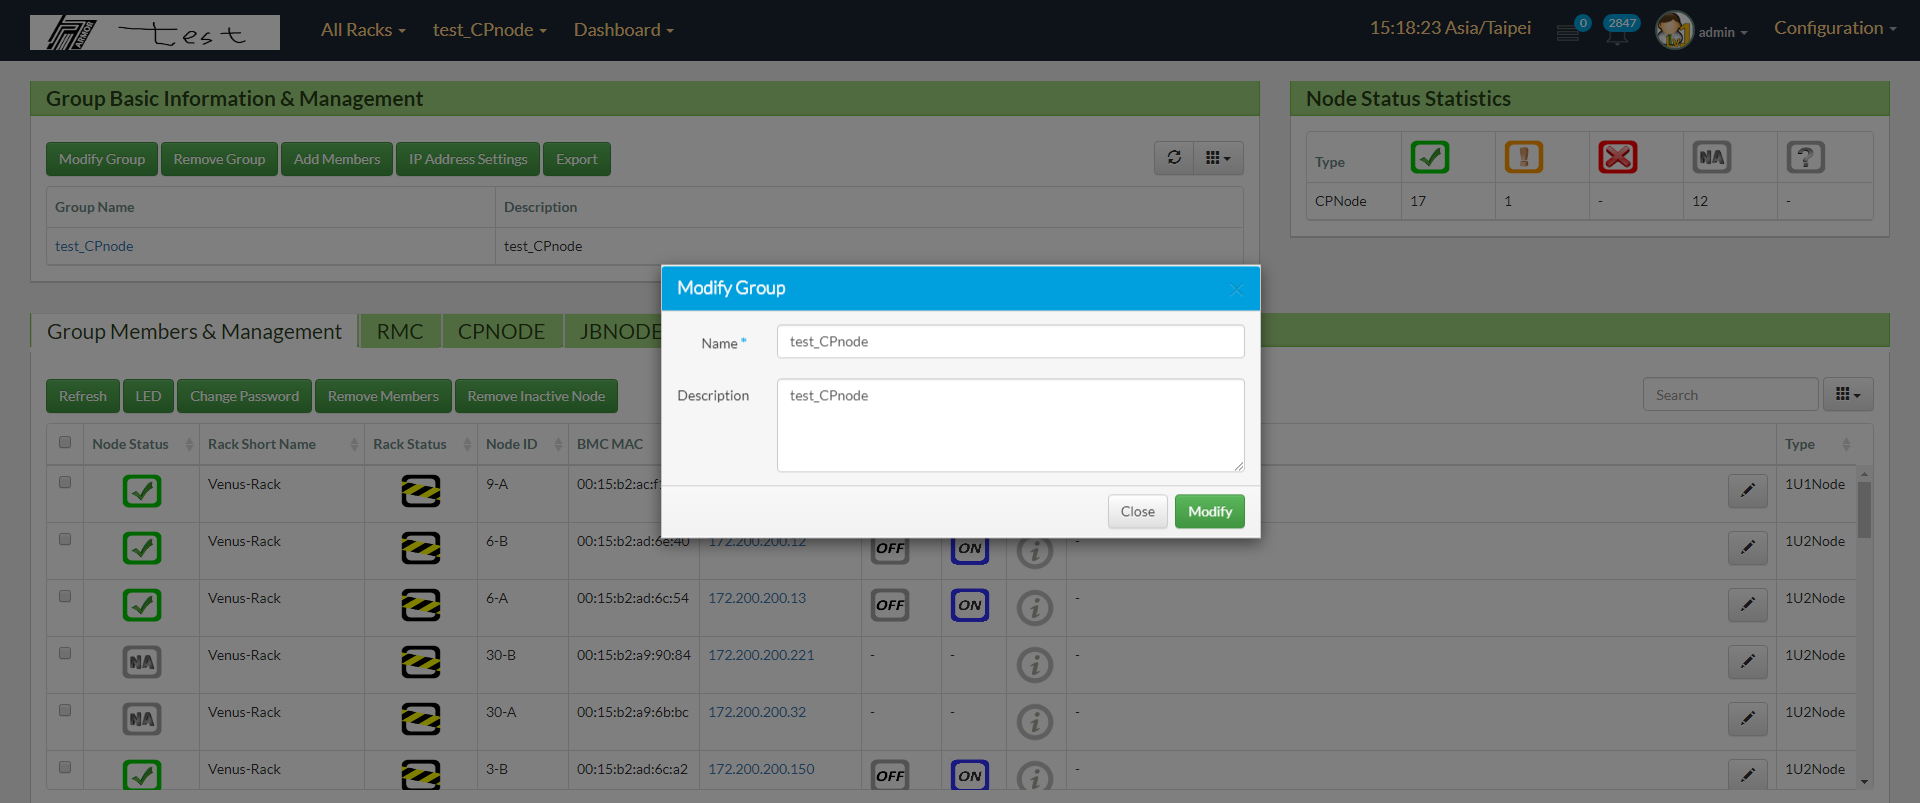 ARMOR test All Racks test_CPnode Dashboard 15:18:23 Asia/Taipei 0 2847 admin Configuration
Group Basic Information & Management
Modify Group Remove Group Add Members IP Address Settings Export
Group Name Description
test_CPnode test_CPnode
Node Status Statistics
Type NA ?
CPNode 17 1 - 12 -
Modify Group ×
Name * test_CPnode
Description test_CPnode
Close Modify
Group Members & Management RMC CPNODE JBNODE
Refresh LED Change Password Remove Members Remove Inactive Node Search
Node Status Rack Short Name Rack Status Node ID BMC MAC Type
Venus-Rack 9-A 00:15:b2:ac:f 1U1Node
Venus-Rack 6-B 00:15:b2:ad:6e:40 172.200.200.12 OFF ON i - 1U2Node
Venus-Rack 6-A 00:15:b2:ad:6c:54 172.200.200.13 OFF ON i - 1U2Node
NA Venus-Rack 30-B 00:15:b2:a9:90:84 172.200.200.221 - - i - 1U2Node
NA Venus-Rack 30-A 00:15:b2:a9:6b:bc 172.200.200.32 - - i - 1U2Node
Venus-Rack 3-B 00:15:b2:ad:6c:a2 172.200.200.150 OFF ON i - 1U2Node